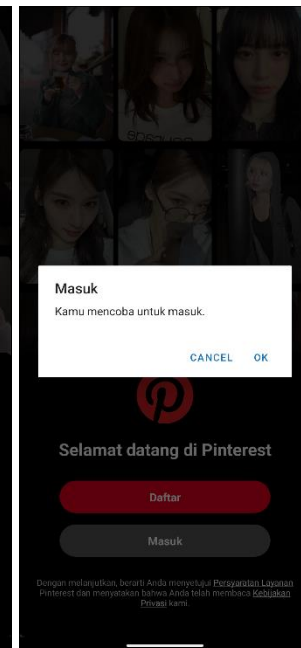 Masuk
Kamu mencoba untuk masuk.
CANCEL OK
Selamat datang di Pinterest
Daftar
Masuk
Dengan melanjutkan, berarti Anda menyetujui Persyaratan Layanan
Pinterest dan menyatakan bahwa Anda telah membaca Kebijakan
Privasi kami.